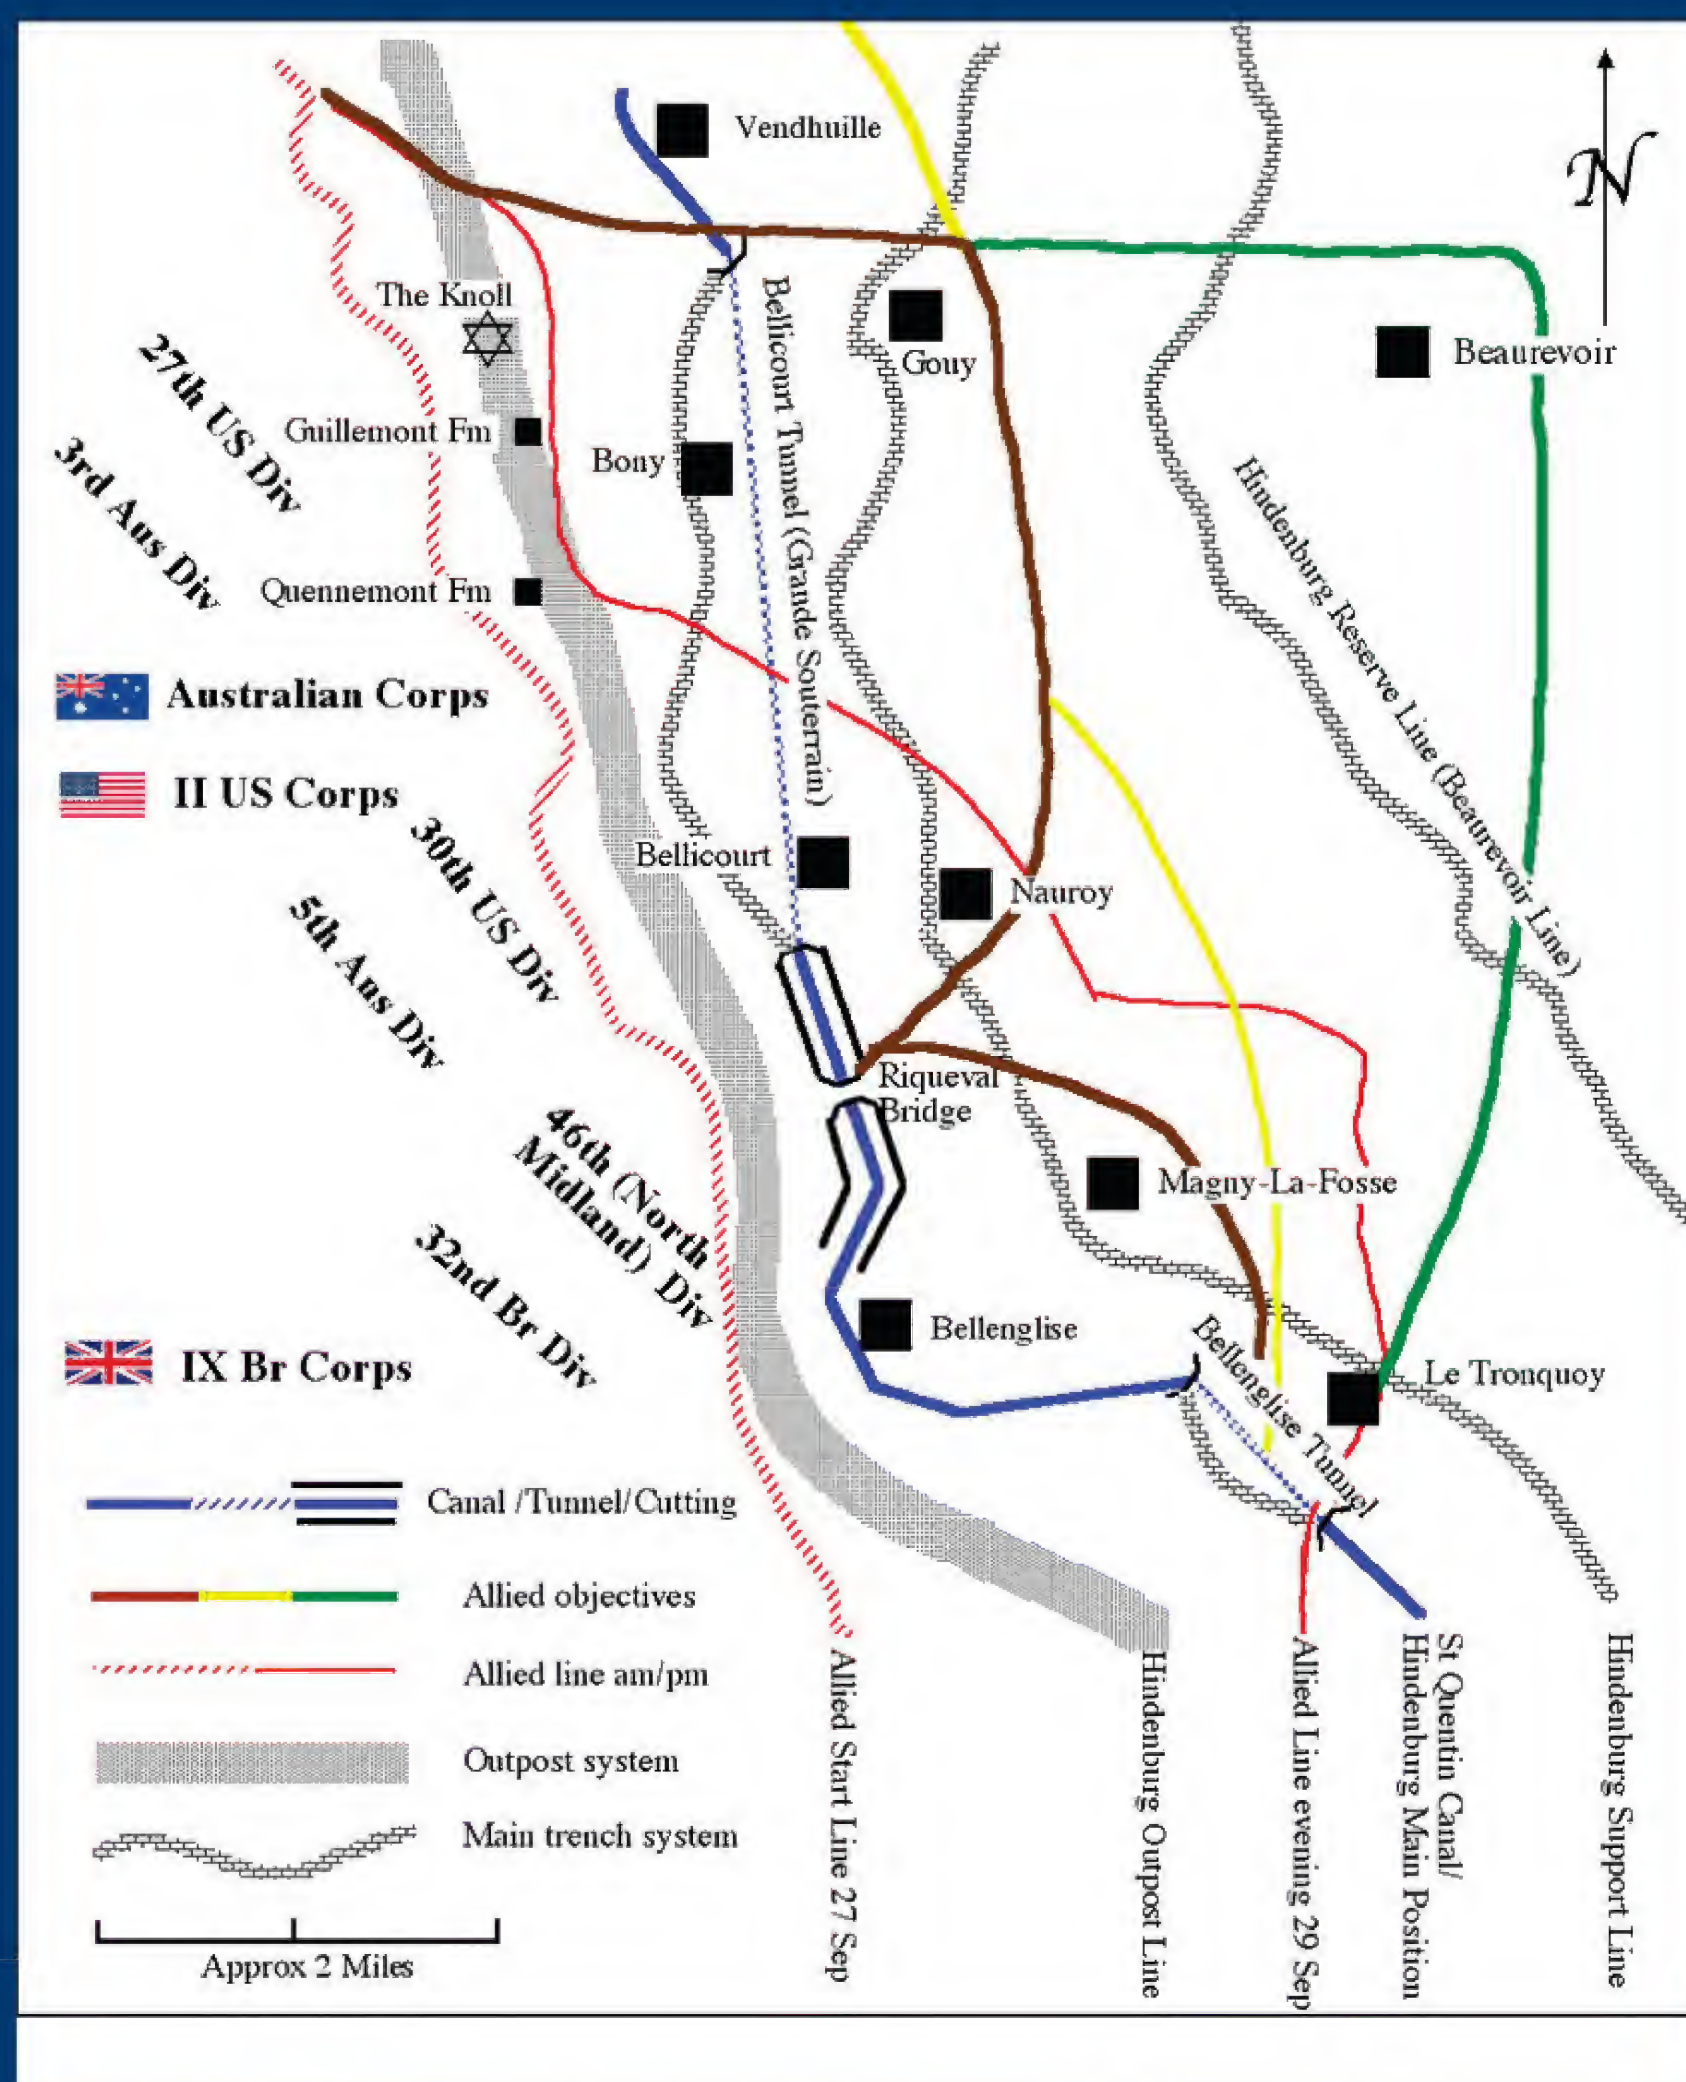 N
Vendhuille
The Knoll
Gouy
Beaurevoir
27th US Div
Guillemont Fm
Bony
Bellicourt Tunnel (Grande Souterrain)
3rd Aus Div
Quennemont Fm
Hindenburg Reserve Line (Beaurevoir Line)
Australian Corps
II US Corps
30th US Div
Bellicourt
Nauroy
5th Aus Div
Riqueval
Bridge
46th (North
Midland) Div
Magny-La-Fosse
32nd Br Div
Bellenglise
IX Br Corps
Bellenglise Tunnel
Le Tronquoy
Canal /Tunnel/Cutting
Allied objectives
Allied line am/pm
Outpost system
Main trench system
Approx 2 Miles
Allied Start Line 27 Sep
Hindenburg Outpost Line
Allied Line evening 29 Sep
St Quentin Canal/
Hindenburg Main Position
Hindenburg Support Line